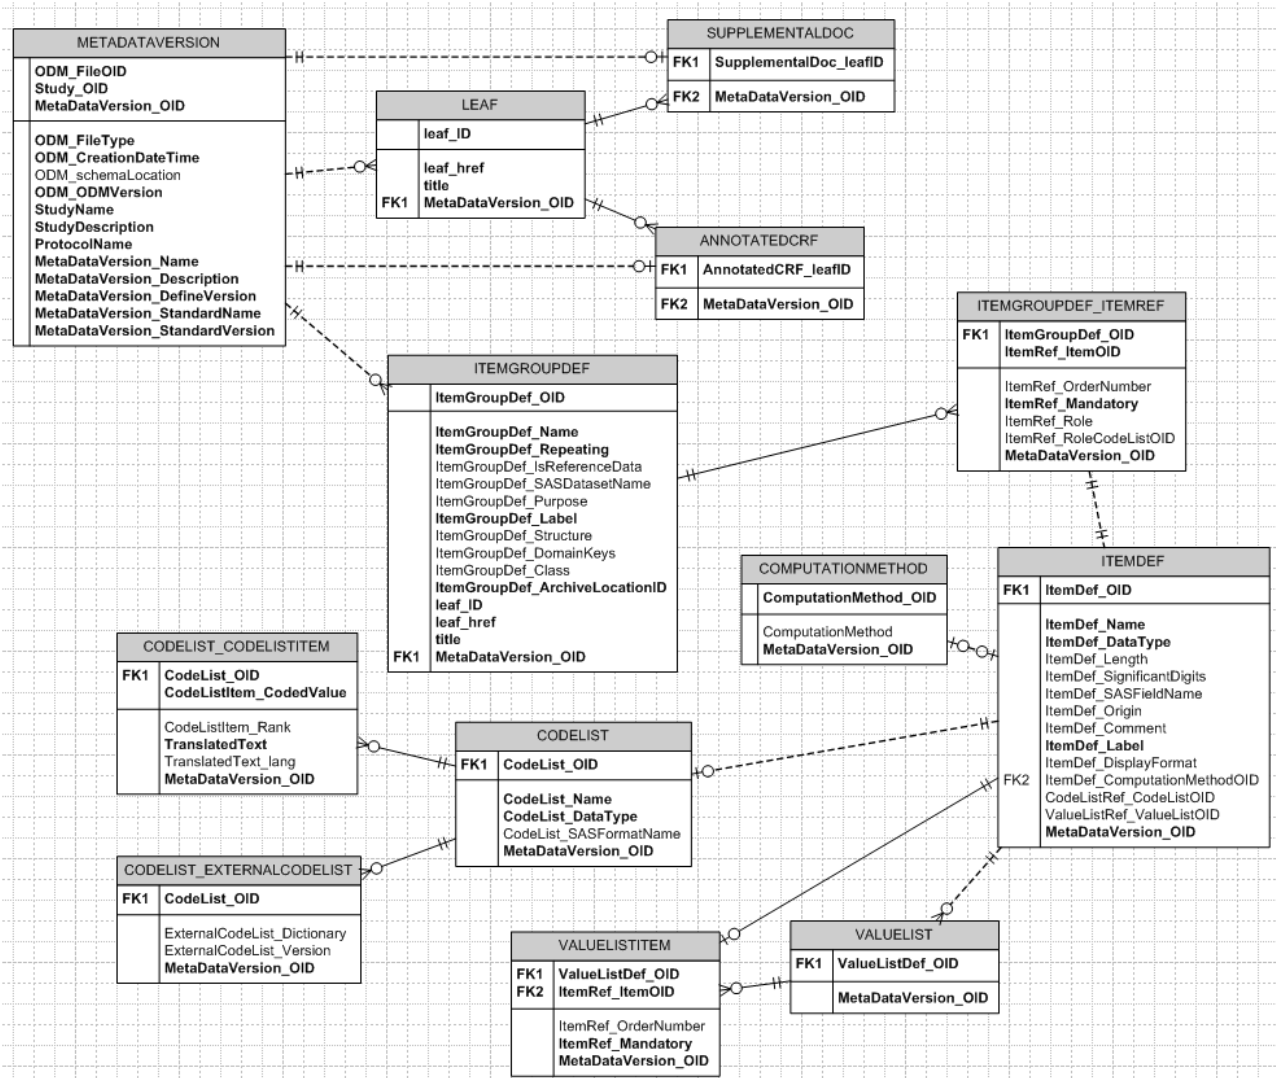 METADATAVERSION
ODM_FileOID
Study_OID
MetaDataVersion_OID
ODM_FileType
ODM_CreationDateTime
ODM_schemaLocation
ODM_ODMVersion
StudyName
StudyDescription
ProtocolName
MetaDataVersion_Name
MetaDataVersion_Description
MetaDataVersion_DefineVersion
MetaDataVersion_StandardName
MetaDataVersion_StandardVersion
SUPPLEMENTALDOC
FK1 SupplementalDoc_leafID
FK2 MetaDataVersion_OID
LEAF
leaf_ID
leaf_href
title
FK1 MetaDataVersion_OID
ANNOTATEDCRF
FK1 AnnotatedCRF_leafID
FK2 MetaDataVersion_OID
ITEMGROUPDEF_ITEMREF
FK1 ItemGroupDef_OID
ItemRef_ItemOID
ItemRef_OrderNumber
ItemRef_Mandatory
ItemRef_Role
ItemRef_RoleCodeListOID
MetaDataVersion_OID
ITEMGROUPDEF
ItemGroupDef_OID
ItemGroupDef_Name
ItemGroupDef_Repeating
ItemGroupDef_IsReferenceData
ItemGroupDef_SASDatasetName
ItemGroupDef_Purpose
ItemGroupDef_Label
ItemGroupDef_Structure
ItemGroupDef_DomainKeys
ItemGroupDef_Class
ItemGroupDef_ArchiveLocationID
leaf_ID
leaf_href
title
FK1 MetaDataVersion_OID
COMPUTATIONMETHOD
ComputationMethod_OID
ComputationMethod
MetaDataVersion_OID
ITEMDEF
FK1 ItemDef_OID
ItemDef_Name
ItemDef_DataType
ItemDef_Length
ItemDef_SignificantDigits
ItemDef_SASFieldName
ItemDef_Origin
ItemDef_Comment
ItemDef_Label
ItemDef_DisplayFormat
FK2 ItemDef_ComputationMethodOID
CodeListRef_CodeListOID
ValueListRef_ValueListOID
MetaDataVersion_OID
CODELIST_CODELISTITEM
FK1 CodeList_OID
CodeListItem_CodedValue
CodeListItem_Rank
TranslatedText
TranslatedText_lang
MetaDataVersion_OID
CODELIST
FK1 CodeList_OID
CodeList_Name
CodeList_DataType
CodeList_SASFormatName
MetaDataVersion_OID
CODELIST_EXTERNALCODELIST
FK1 CodeList_OID
ExternalCodeList_Dictionary
ExternalCodeList_Version
MetaDataVersion_OID
VALUELISTITEM
FK1 ValueListDef_OID
FK2 ItemRef_ItemOID
ItemRef_OrderNumber
ItemRef_Mandatory
MetaDataVersion_OID
VALUELIST
FK1 ValueListDef_OID
MetaDataVersion_OID